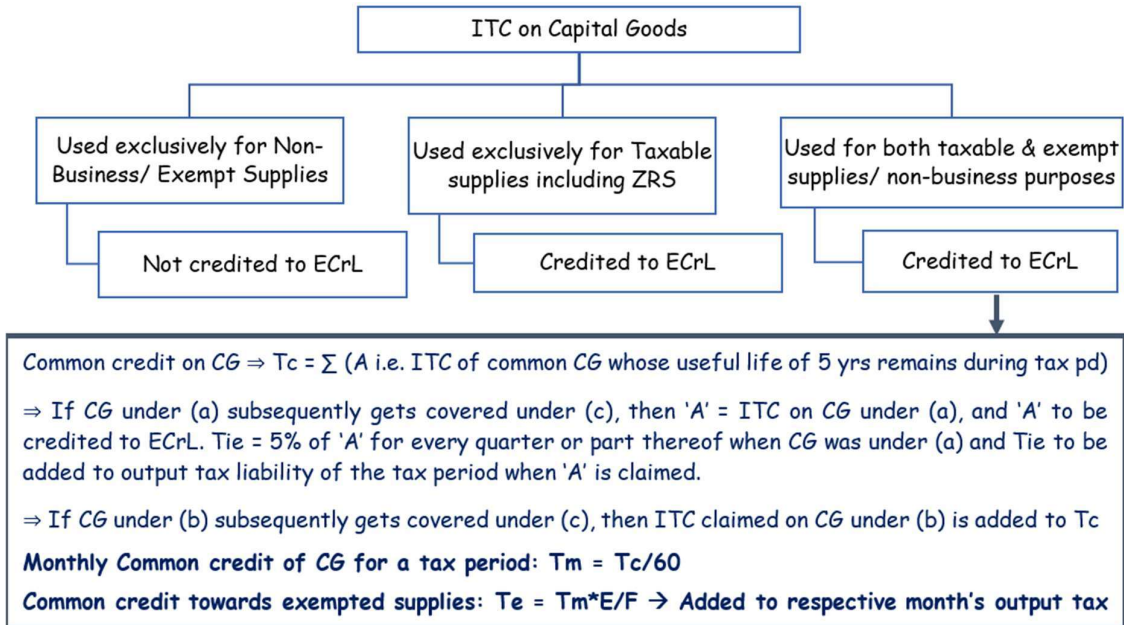 ITC on Capital Goods
Used exclusively for Non-
Business/ Exempt Supplies
Used exclusively for Taxable
supplies including ZRS
Used for both taxable & exempt
supplies/ non-business purposes
Not credited to ECrL
Credited to ECrL
Credited to ECrL
Common credit on CG ⇒ Tc = ∑ (A i.e. ITC of common CG whose useful life of 5 yrs remains during tax pd)
⇒ If CG under (a) subsequently gets covered under (c), then ‘A’ = ITC on CG under (a), and ‘A’ to be
credited to ECrL. Tie = 5% of ‘A’ for every quarter or part thereof when CG was under (a) and Tie to be
added to output tax liability of the tax period when ‘A’ is claimed.
⇒ If CG under (b) subsequently gets covered under (c), then ITC claimed on CG under (b) is added to Tc
Monthly Common credit of CG for a tax period: Tm = Tc/60
Common credit towards exempted supplies: Te = Tm*E/F → Added to respective month’s output tax